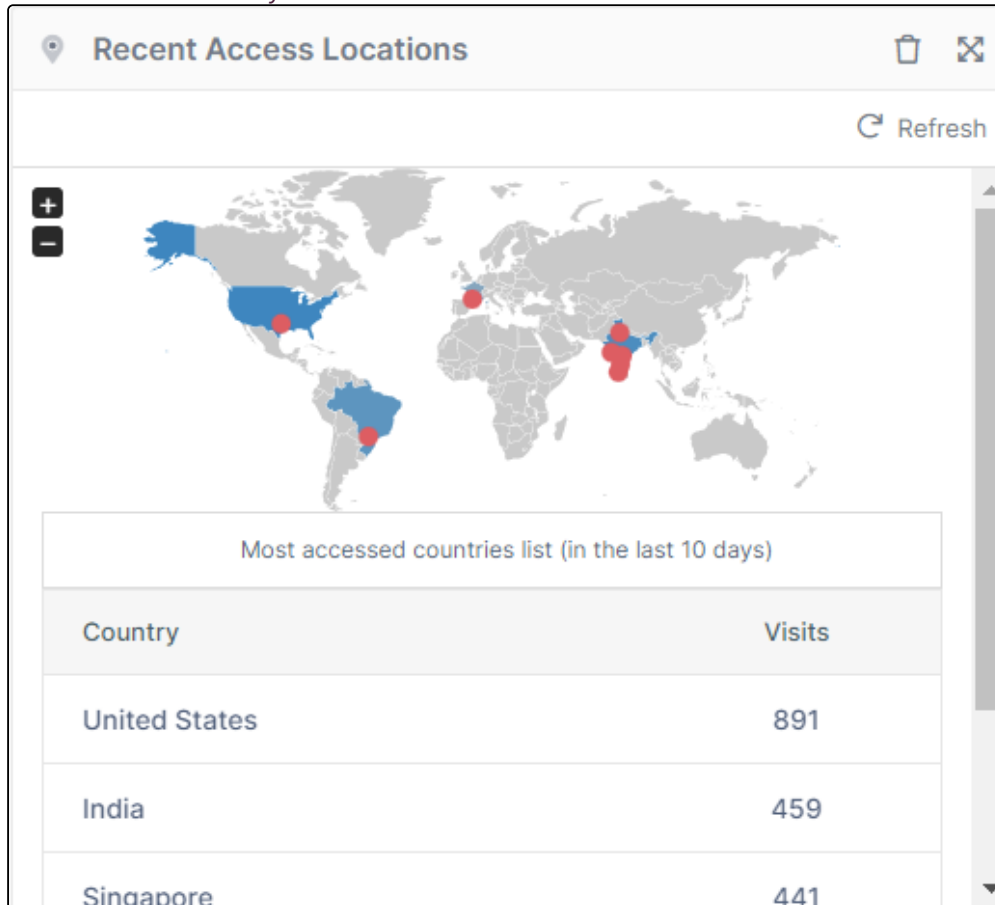 Recent Access Locations
Refresh
+
−
Most accessed countries list (in the last 10 days)
Country Visits
United States 891
India 459
Singapore 441